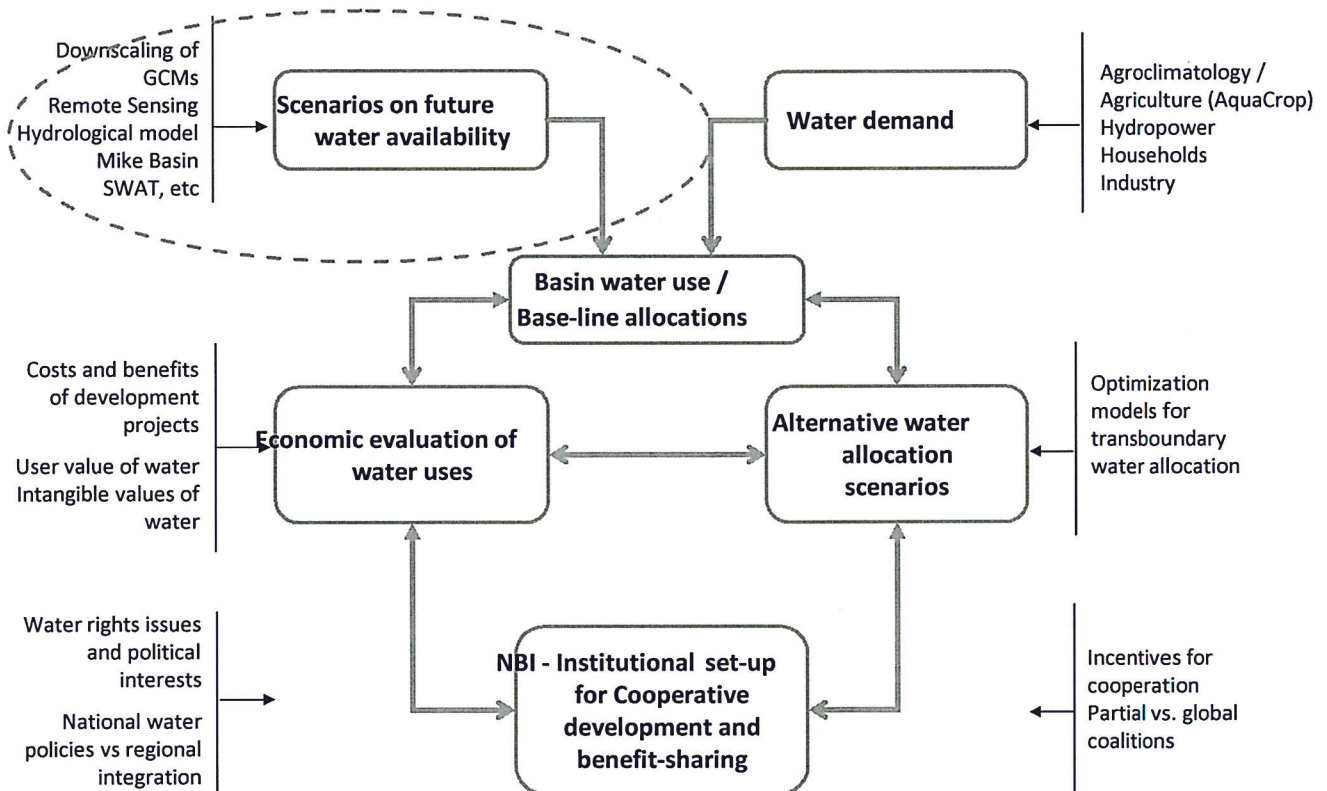 Downscaling of
GCMs
Remote Sensing
Hydrological model
Mike Basin
SWAT, etc
Scenarios on future
water availability
Water demand
Agroclimatology /
Agriculture (AquaCrop)
Hydropower
Households
Industry
Basin water use /
Base-line allocations
Costs and benefits
of development
projects
User value of water
Intangible values of
water
Economic evaluation of
water uses
Alternative water
allocation
scenarios
Optimization
models for
transboundary
water allocation
Water rights issues
and political
interests
National water
policies vs regional
integration
NBI - Institutional set-up
for Cooperative
development and
benefit-sharing
Incentives for
cooperation
Partial vs. global
coalitions